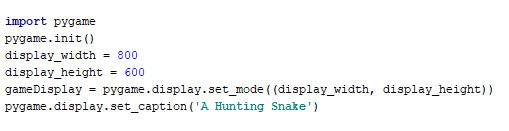 import pygame
pygame.init()
display_width = 800
display_height = 600
gameDisplay = pygame.display.set_mode((display_width, display_height))
pygame.display.set_caption('A Hunting Snake')